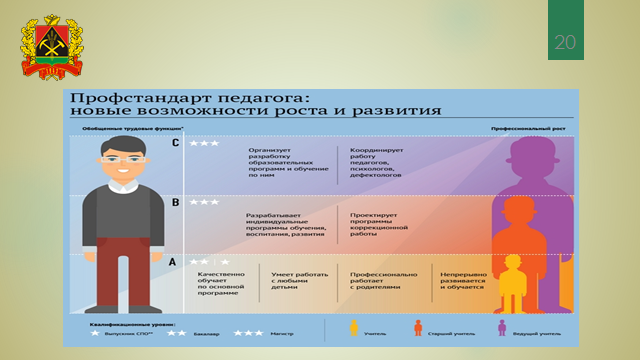 20
Профстандарт педагога:
новые возможности роста и развития
Обобщенные трудовые функции*
Профессиональный рост
C
Организует
разработку
образовательных
программ и обучение
по ним
Координирует
работу
педагогов,
психологов,
дефектологов
B
Разрабатывает
индивидуальные
программы обучения,
воспитания, развития
Проектирует
программы
коррекционной
работы
A
Качественно
обучает
по основной
программе
Умеет работать
с любыми
детьми
Профессионально
работает
с родителями
Непрерывно
развивается
и обучается
Квалификационные уровни:
Выпускник СПО**
Бакалавр
Магистр
Учитель
Старший учитель
Ведущий учитель